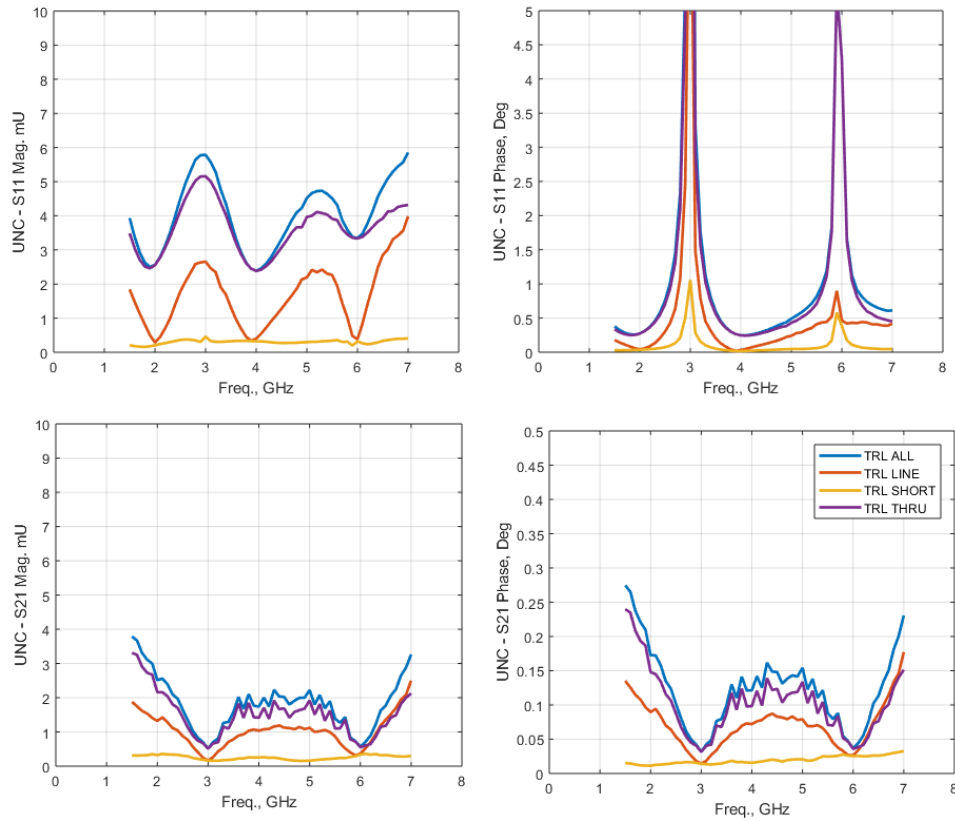 UNC - S11 Mag. mU
10
9
8
7
6
5
4
3
2
1
0
0 1 2 3 4 5 6 7 8
Freq., GHz
UNC - S11 Phase, Deg
5
4.5
4
3.5
3
2.5
2
1.5
1
0.5
0
0 1 2 3 4 5 6 7 8
Freq., GHz
UNC - S21 Mag. mU
10
9
8
7
6
5
4
3
2
1
0
0 1 2 3 4 5 6 7 8
Freq., GHz
UNC - S21 Phase, Deg
0.5
0.45
0.4
0.35
0.3
0.25
0.2
0.15
0.1
0.05
0
0 1 2 3 4 5 6 7 8
Freq., GHz
TRL ALL
TRL LINE
TRL SHORT
TRL THRU